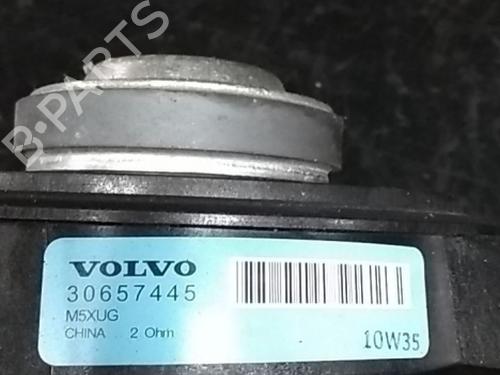 B-PARTS
VOLVO
30657445
M5XUG
CHINA 2 Ohm
10W35